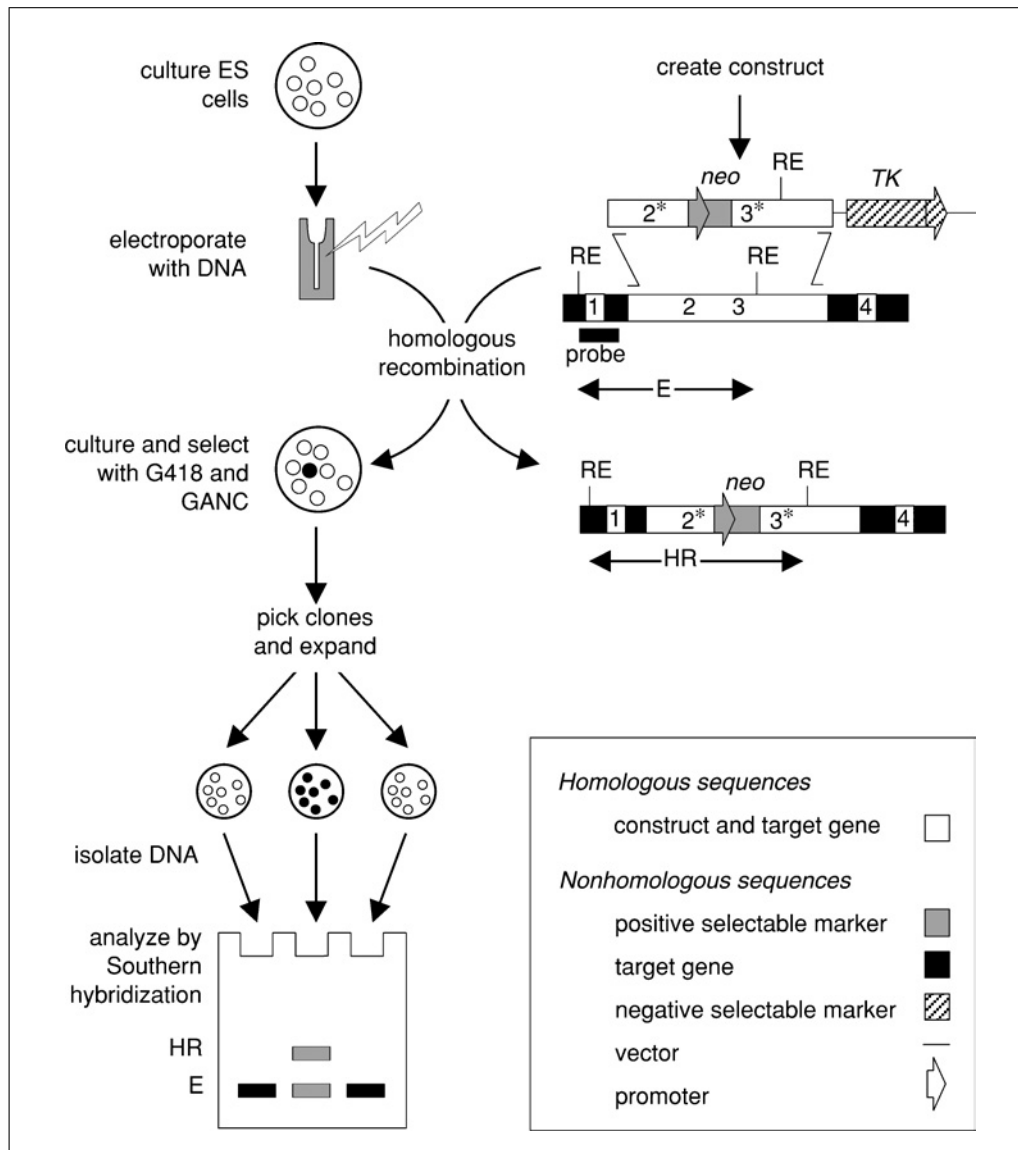 culture ES
cells
create construct
RE
neo
TK
2*
3*
electroporate
with DNA
RE
RE
1
2
3
4
probe
homologous
recombination
E
culture and select
with G418 and
GANC
RE
neo
RE
1
2*
3*
4
HR
pick clones
and expand
isolate DNA
analyze by
Southern
hybridization
HR
E
Homologous sequences
construct and target gene
Nonhomologous sequences
positive selectable marker
target gene
negative selectable marker
vector
promoter